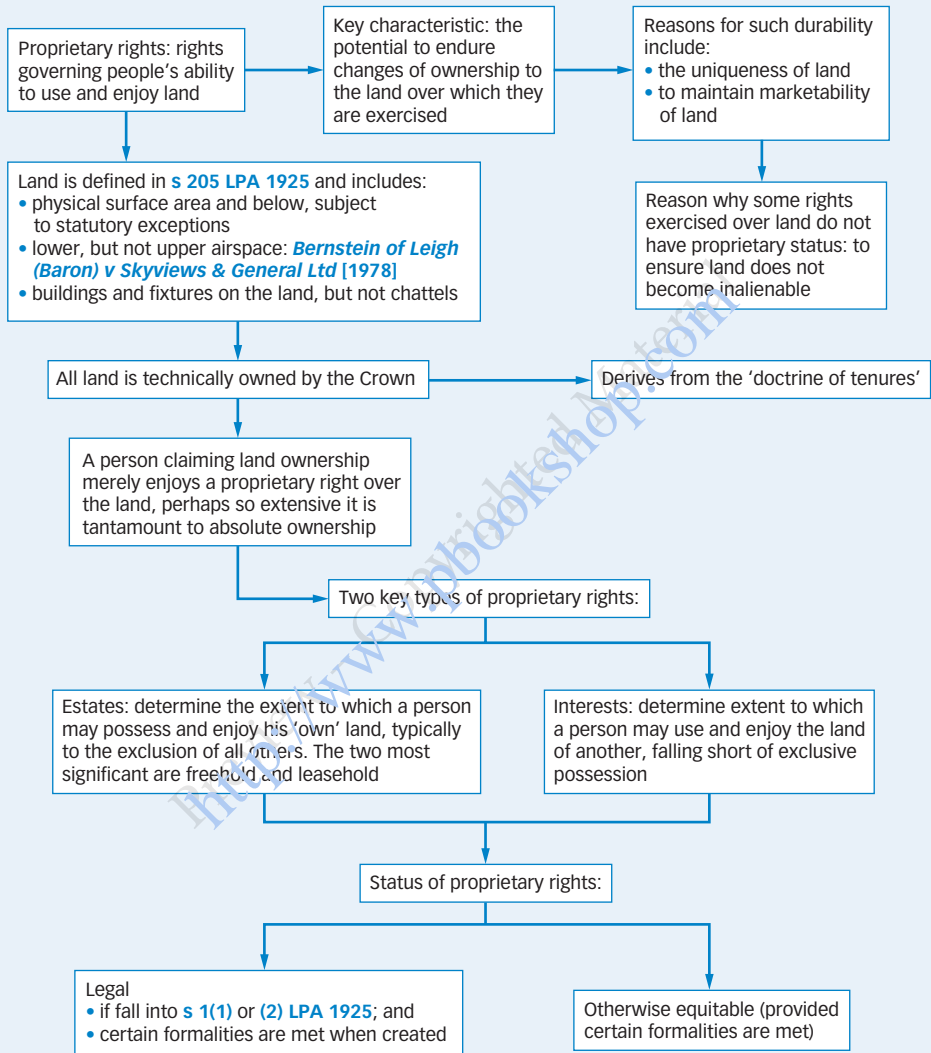 Proprietary rights: rights
governing people's ability
to use and enjoy land
Key characteristic: the
potential to endure
changes of ownership to
the land over which they
are exercised
Reasons for such durability
include:
• the uniqueness of land
• to maintain marketability
of land
Land is defined in s 205 LPA 1925 and includes:
• physical surface area and below, subject
to statutory exceptions
• lower, but not upper airspace: Bernstein of Leigh
(Baron) v Skyviews & General Ltd [1978]
• buildings and fixtures on the land, but not chattels
Reason why some rights
exercised over land do not
have proprietary status: to
ensure land does not
become inalienable
All land is technically owned by the Crown
Derives from the 'doctrine of tenures'
A person claiming land ownership
merely enjoys a proprietary right over
the land, perhaps so extensive it is
tantamount to absolute ownership
Two key types of proprietary rights:
Estates: determine the extent to which a person
may possess and enjoy his 'own' land, typically
to the exclusion of all others. The two most
significant are freehold and leasehold
Interests: determine extent to which
a person may use and enjoy the land
of another, falling short of exclusive
possession
Status of proprietary rights:
Legal
• if fall into s 1(1) or (2) LPA 1925; and
• certain formalities are met when created
Otherwise equitable (provided
certain formalities are met)
Copyrighted Material
http://www.pbookshop.com